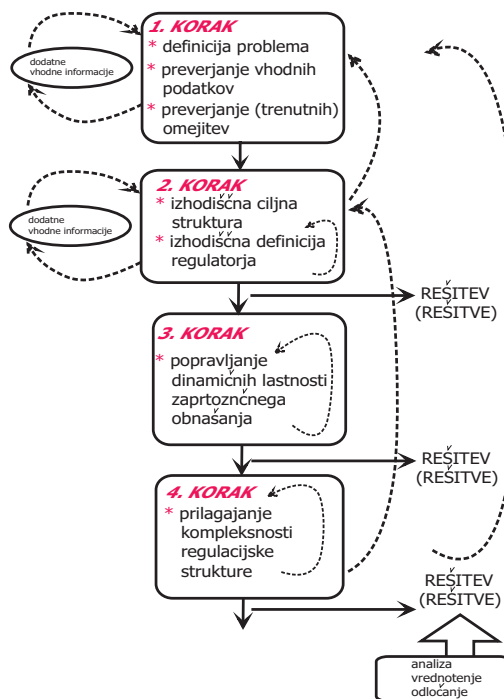 1. KORAK
* definicija problema
* preverjanje vhodnih
podatkov
* preverjanje (trenutnih)
omejitev
dodatne
vhodne informacije
2. KORAK
* izhodiščna ciljna
struktura
* izhodiščna definicija
regulatorja
dodatne
vhodne informacije
REŠITEV
(REŠITVE)
3. KORAK
* popravljanje
dinamičnih lastnosti
zaprtoznčnega
obnašanja
REŠITEV
(REŠITVE)
4. KORAK
* prilagajanje
kompleksnosti
regulacijske
strukture
REŠITEV
(REŠITVE)
analiza
vrednotenje
odločanje